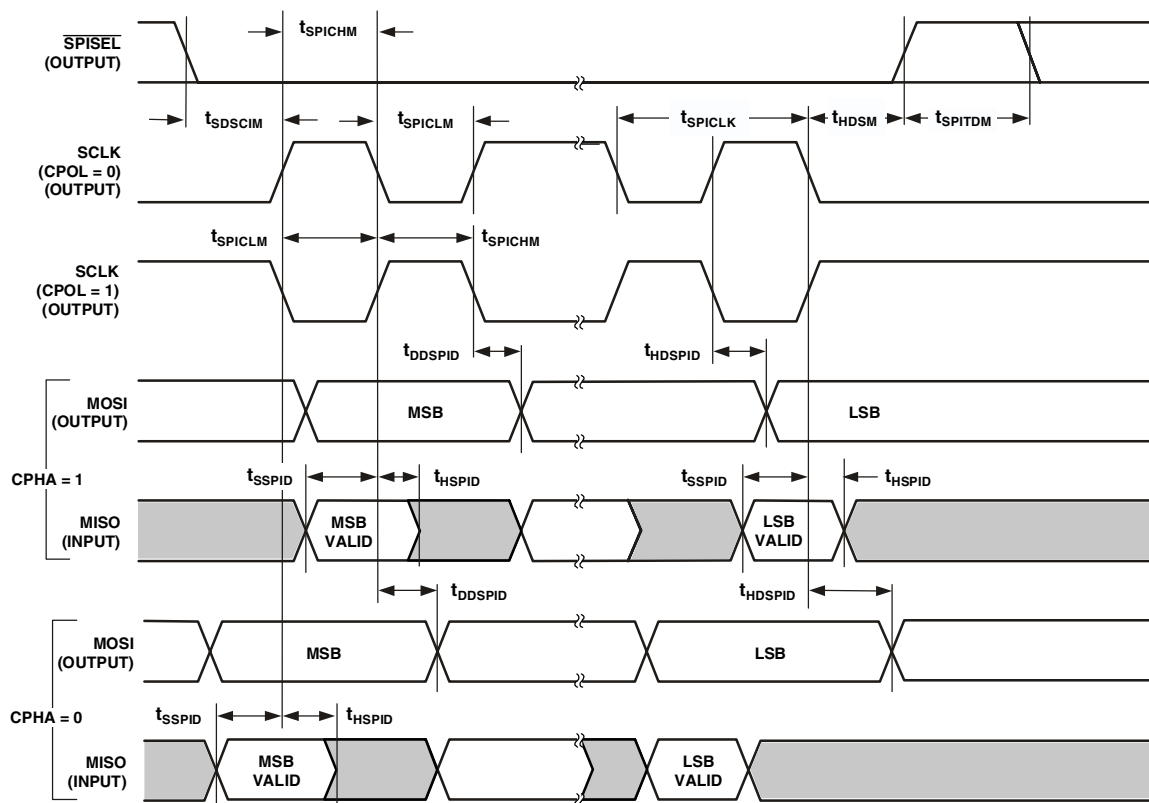 tSPICHM
SPISEL
(OUTPUT)
tSDSCIM
tSPICLM
tSPICLK
tHDSM
tSPITDM
SCLK
(CPOL = 0)
(OUTPUT)
tSPICLM
tSPICHM
SCLK
(CPOL = 1)
(OUTPUT)
tDDSPID
tHDSPID
MOSI
(OUTPUT)
MSB
LSB
CPHA = 1
tSSPID
tHSPID
tSSPID
tHSPID
MISO
(INPUT)
MSB
VALID
LSB
VALID
tDDSPID
tHDSPID
MOSI
(OUTPUT)
MSB
LSB
CPHA = 0
tSSPID
tHSPID
MISO
(INPUT)
MSB
VALID
LSB
VALID